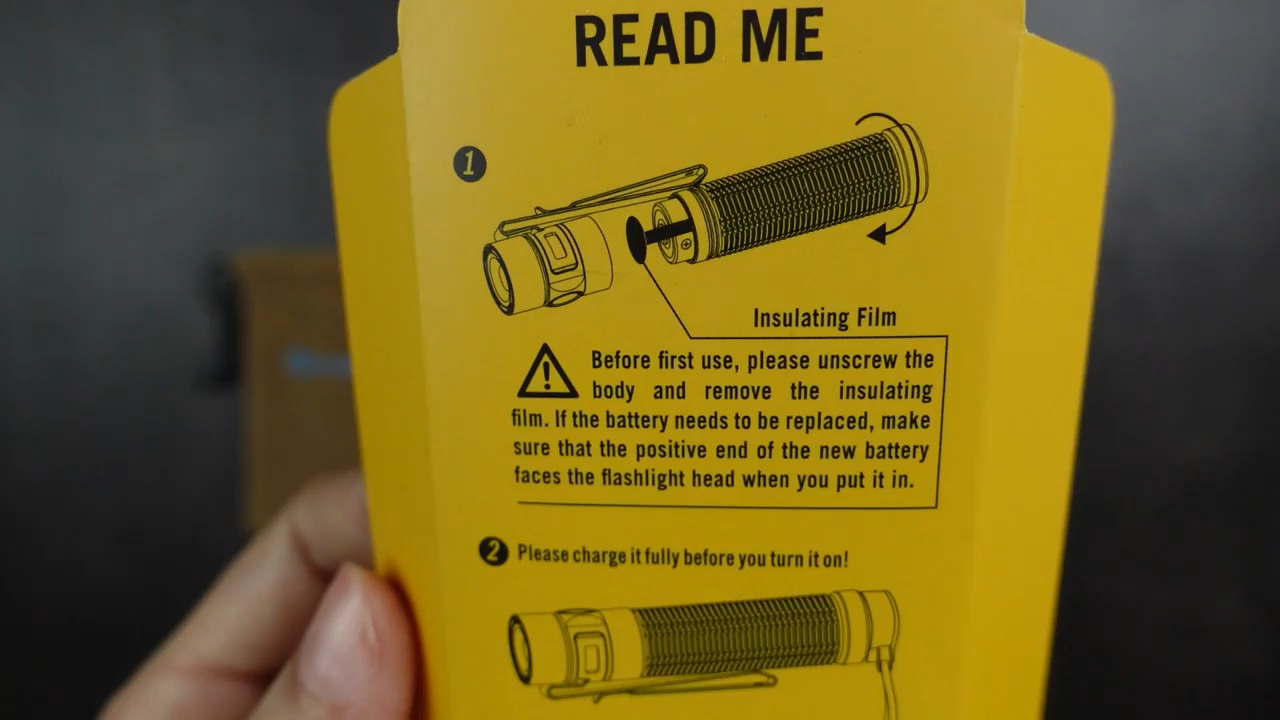 READ ME
1
Insulating Film
Before first use, please unscrew the
body and remove the insulating
film. If the battery needs to be replaced, make
sure that the positive end of the new battery
faces the flashlight head when you put it in.
2 Please charge it fully before you turn it on!